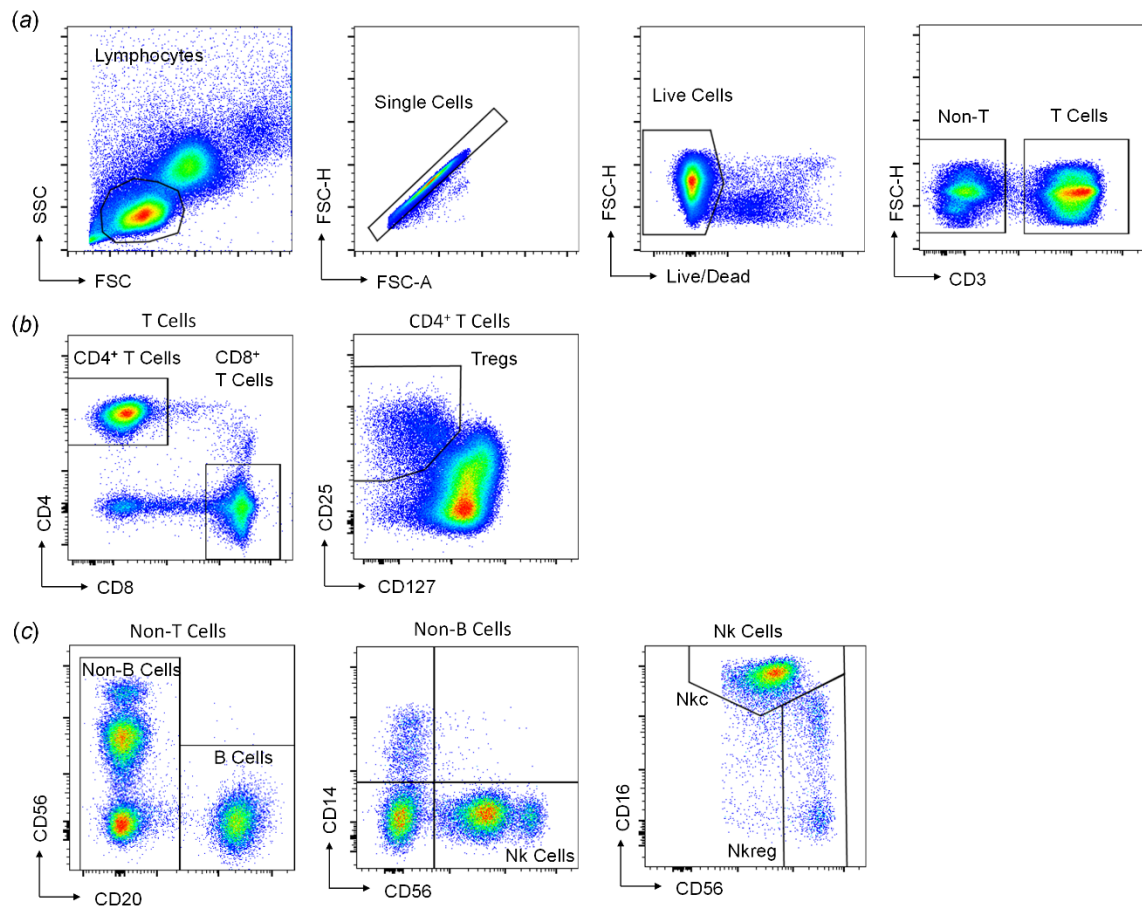 (a)
Lymphocytes
SSC
FSC
Single Cells
FSC-H
FSC-A
Live Cells
FSC-H
Live/Dead
Non-T
T Cells
FSC-H
CD3
(b)
T Cells
CD4⁺ T Cells
CD8⁺
T Cells
CD4
CD8
CD4⁺ T Cells
Tregs
CD25
CD127
(c)
Non-T Cells
Non-B Cells
B Cells
CD56
CD20
Non-B Cells
CD14
Nk Cells
CD56
Nk Cells
Nkc
CD16
Nkreg
CD56